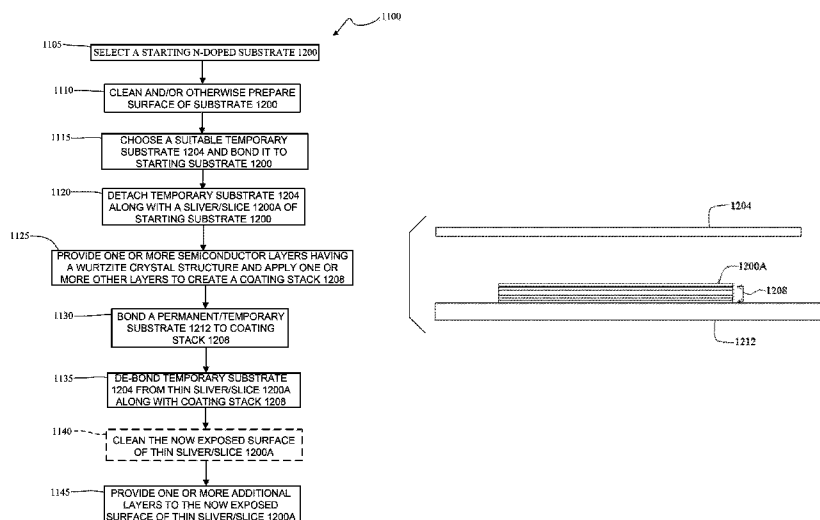 1100
1105
SELECT A STARTING N-DOPED SUBSTRATE 1200
1110
CLEAN AND/OR OTHERWISE PREPARE
SURFACE OF SUBSTRATE 1200
1115
CHOOSE A SUITABLE TEMPORARY
SUBSTRATE 1204 AND BOND IT TO
STARTING SUBSTRATE 1200
1120
DETACH TEMPORARY SUBSTRATE 1204
ALONG WITH A SLIVER/SLICE 1200A OF
STARTING SUBSTRATE 1200
1125
PROVIDE ONE OR MORE SEMICONDUCTOR LAYERS HAVING
A WURTZITE CRYSTAL STRUCTURE AND APPLY ONE OR
MORE OTHER LAYERS TO CREATE A COATING STACK 1208
1130
BOND A PERMANENT/TEMPORARY
SUBSTRATE 1212 TO COATING
STACK 1208
1135
DE-BOND TEMPORARY SUBSTRATE
1204 FROM THIN SLIVER/SLICE 1200A
ALONG WITH COATING STACK 1208
1140
CLEAN THE NOW EXPOSED SURFACE
OF THIN SLIVER/SLICE 1200A
1145
PROVIDE ONE OR MORE ADDITIONAL
LAYERS TO THE NOW EXPOSED
SURFACE OF THIN SLIVER/SLICE 1200A
1204
1200A
1208
1212